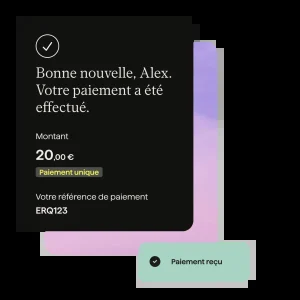 Bonne nouvelle, Alex.
Votre paiement a été
effectué.
Montant
20,00 €
Paiement unique
Votre référence de paiement
ERQ123
Paiement reçu